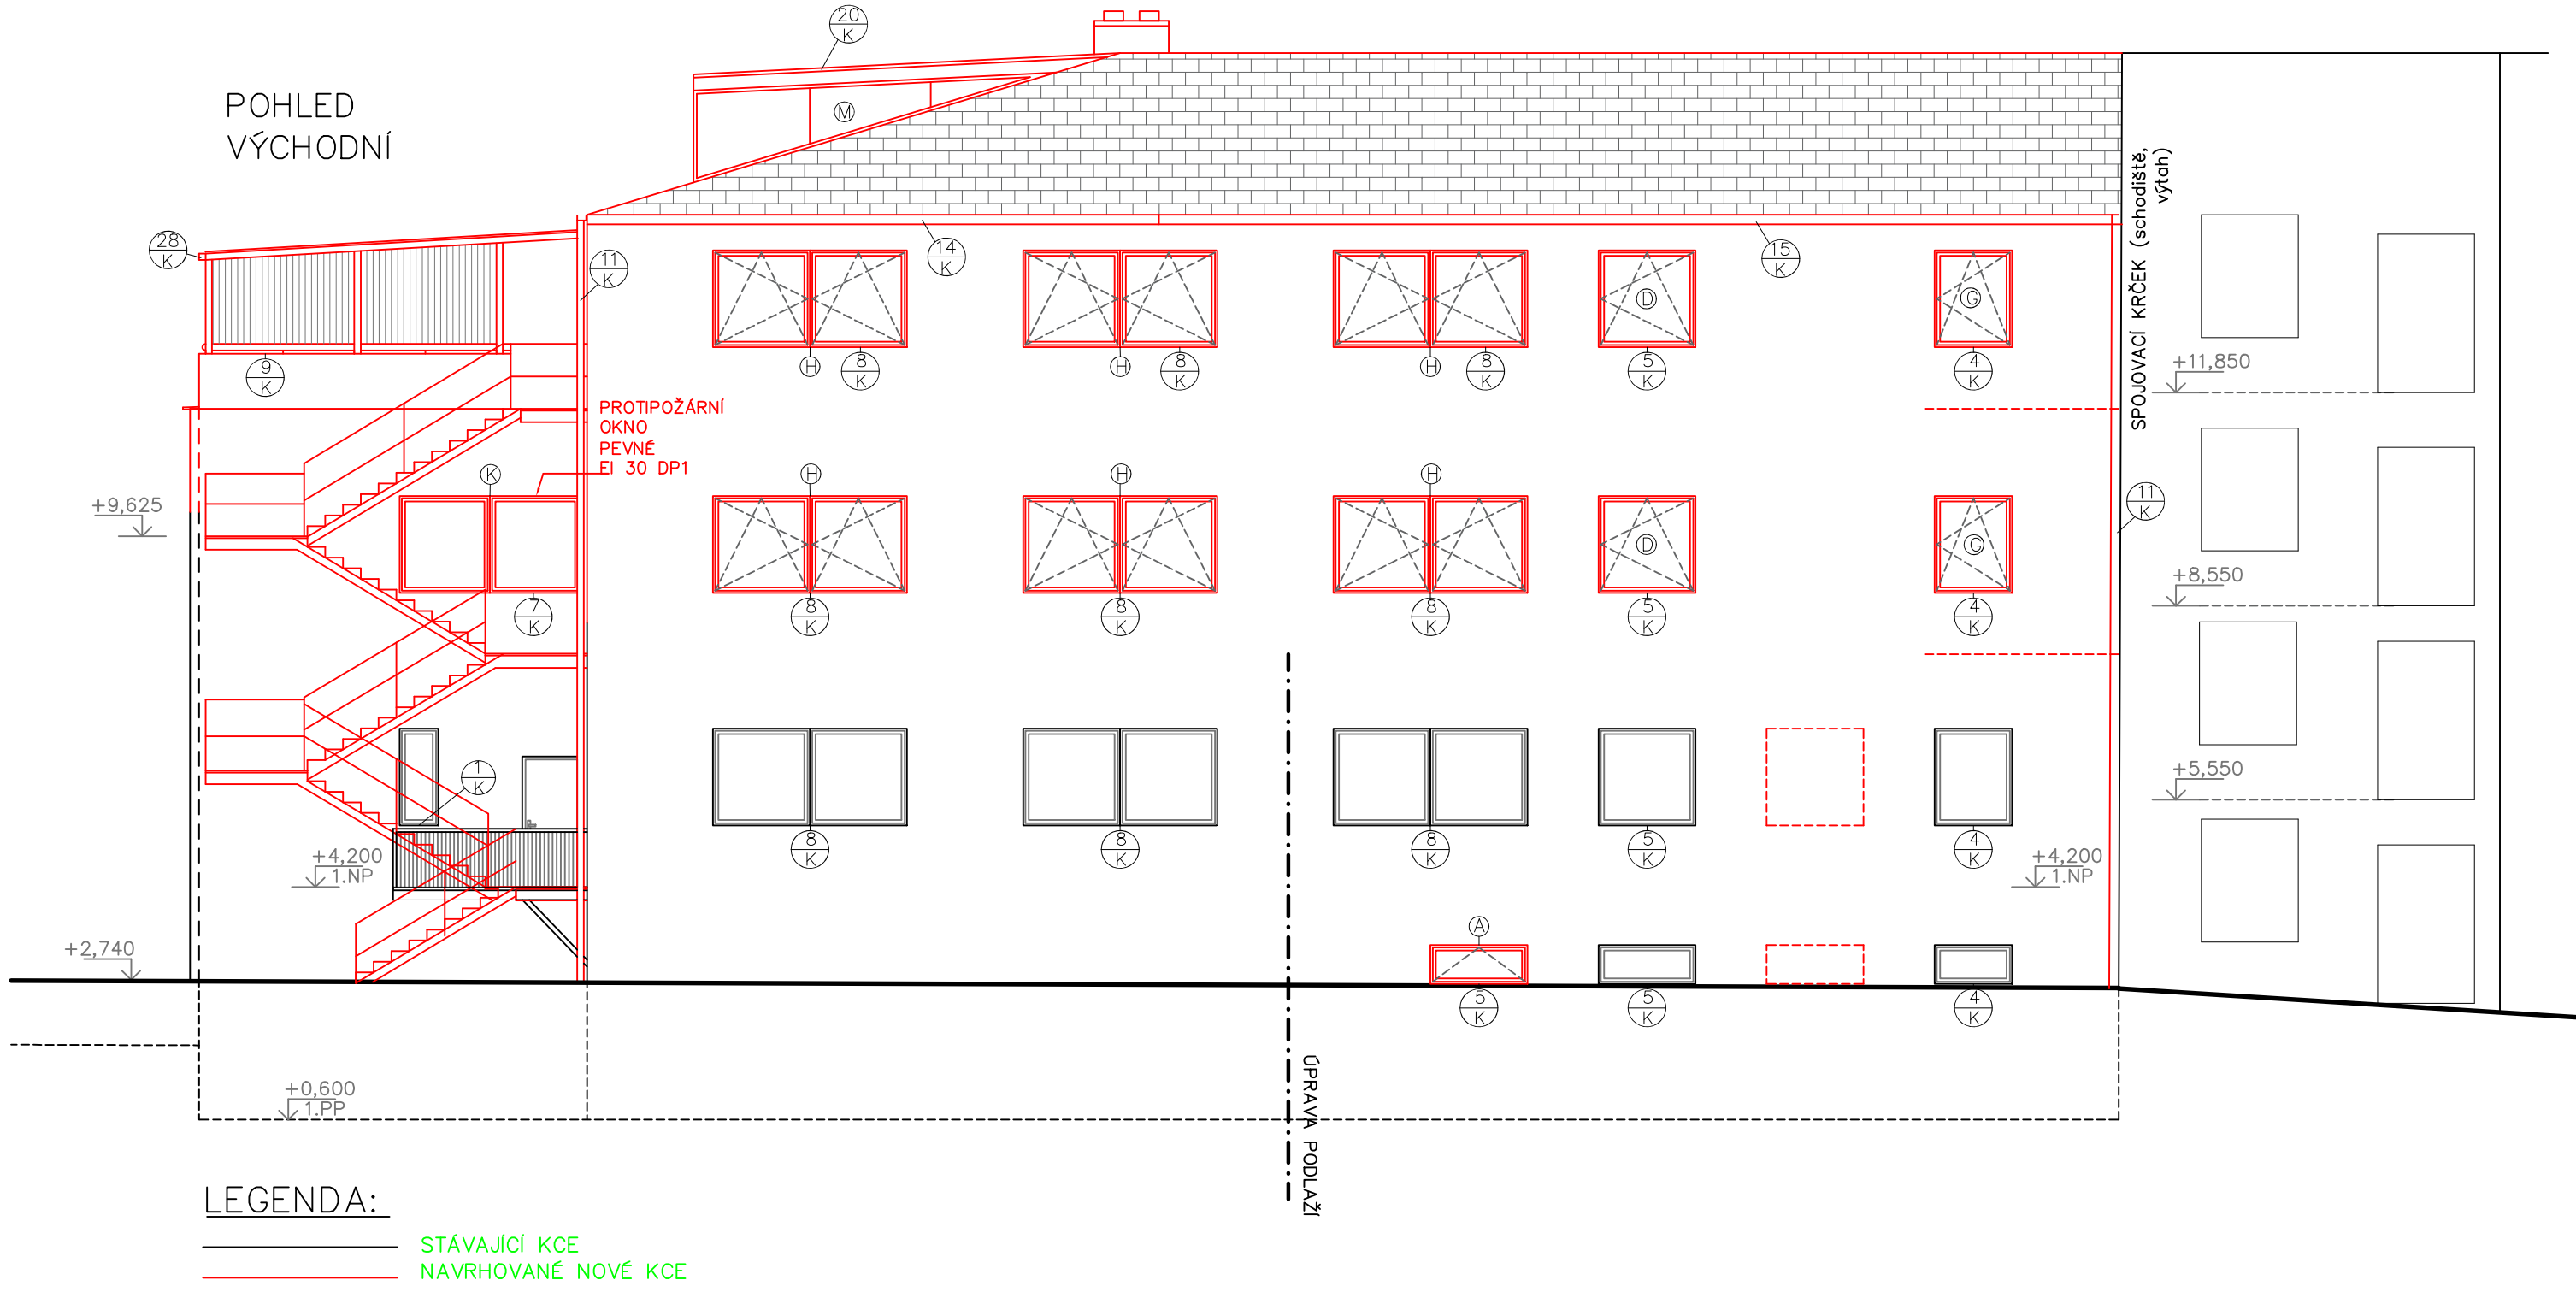 20
K
POHLED
VÝCHODNÍ
M
28
K
11
K
14
K
15
K
D
G
9
K
H
8
K
H
8
K
H
8
K
5
K
4
K
SPOJOVACÍ KRČEK (schodiště,
výtah)
+11,850
PROTIPOŽÁRNÍ
OKNO
PEVNÉ
EI 30 DP1
K
H
H
H
+9,625
11
K
D
G
+8,550
7
K
8
K
8
K
8
K
5
K
4
K
1
K
+5,550
8
K
8
K
8
K
5
K
4
K
+4,200
1.NP
+4,200
1.NP
A
+2,740
5
K
5
K
4
K
+0,600
1.PP
ÚPRAVA PODLAŽÍ
LEGENDA:
STÁVAJÍCÍ KCE
NAVRHOVANÉ NOVÉ KCE